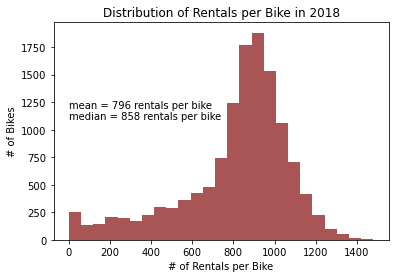 Distribution of Rentals per Bike in 2018
# of Bikes
1750
1500
1250
1000
750
500
250
0
mean = 796 rentals per bike
median = 858 rentals per bike
0 200 400 600 800 1000 1200 1400
# of Rentals per Bike